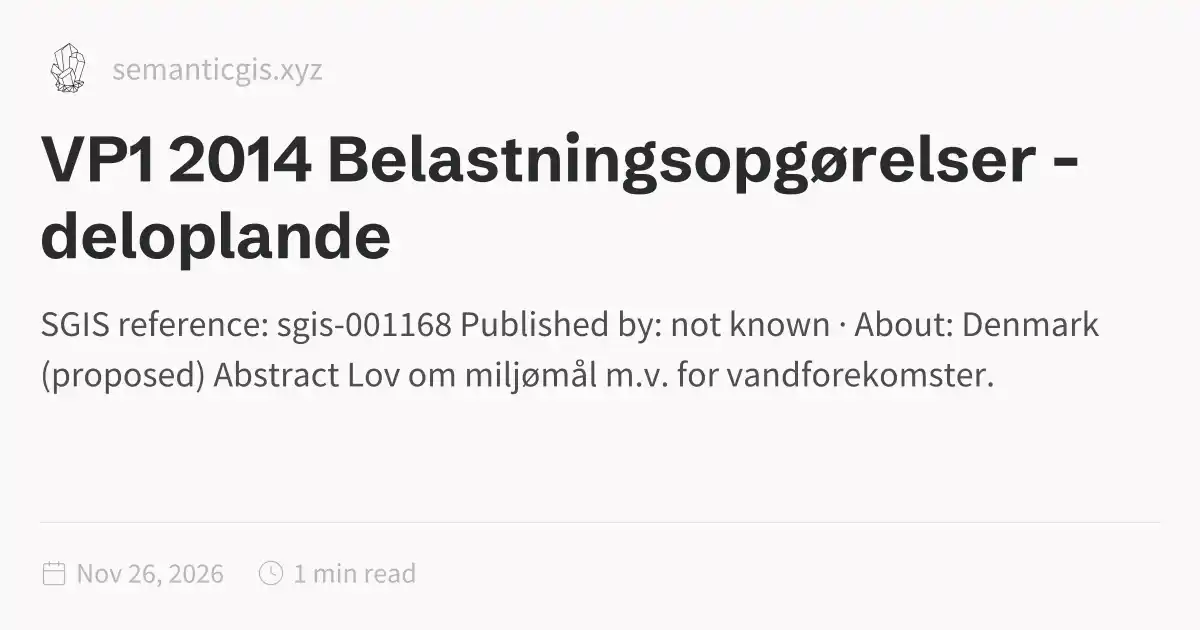 semanticgis.xyz
VP1 2014 Belastningsopgørelser -
deloplande
SGIS reference: sgis-001168 Published by: not known · About: Denmark
(proposed) Abstract Lov om miljømål m.v. for vandforekomster.
Nov 26, 2026 1 min read